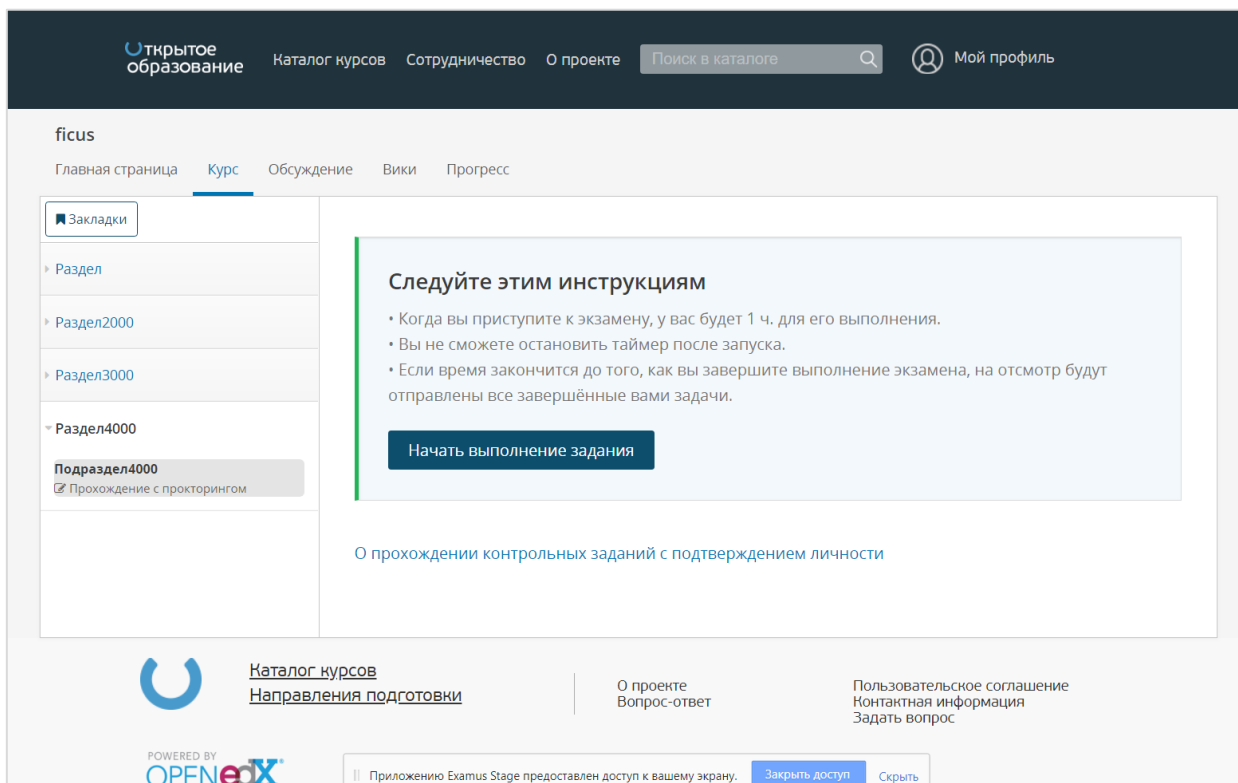 Открытое
образование
Каталог курсов Сотрудничество О проекте Поиск в каталоге Мой профиль
ficus
Главная страница Курс Обсуждение Вики Прогресс
Закладки
Раздел
Раздел2000
Раздел3000
Раздел4000
Подраздел4000
Прохождение с прокторингом
Следуйте этим инструкциям
• Когда вы приступите к экзамену, у вас будет 1 ч. для его выполнения.
• Вы не сможете остановить таймер после запуска.
• Если время закончится до того, как вы завершите выполнение экзамена, на отсмотр будут
отправлены все завершённые вами задачи.
Начать выполнение задания
О прохождении контрольных заданий с подтверждением личности
Каталог курсов
Направления подготовки
О проекте
Вопрос-ответ
Пользовательское соглашение
Контактная информация
Задать вопрос
POWERED BY
OPEN edX
Приложению Examus Stage предоставлен доступ к вашему экрану. Закрыть доступ Скрыть